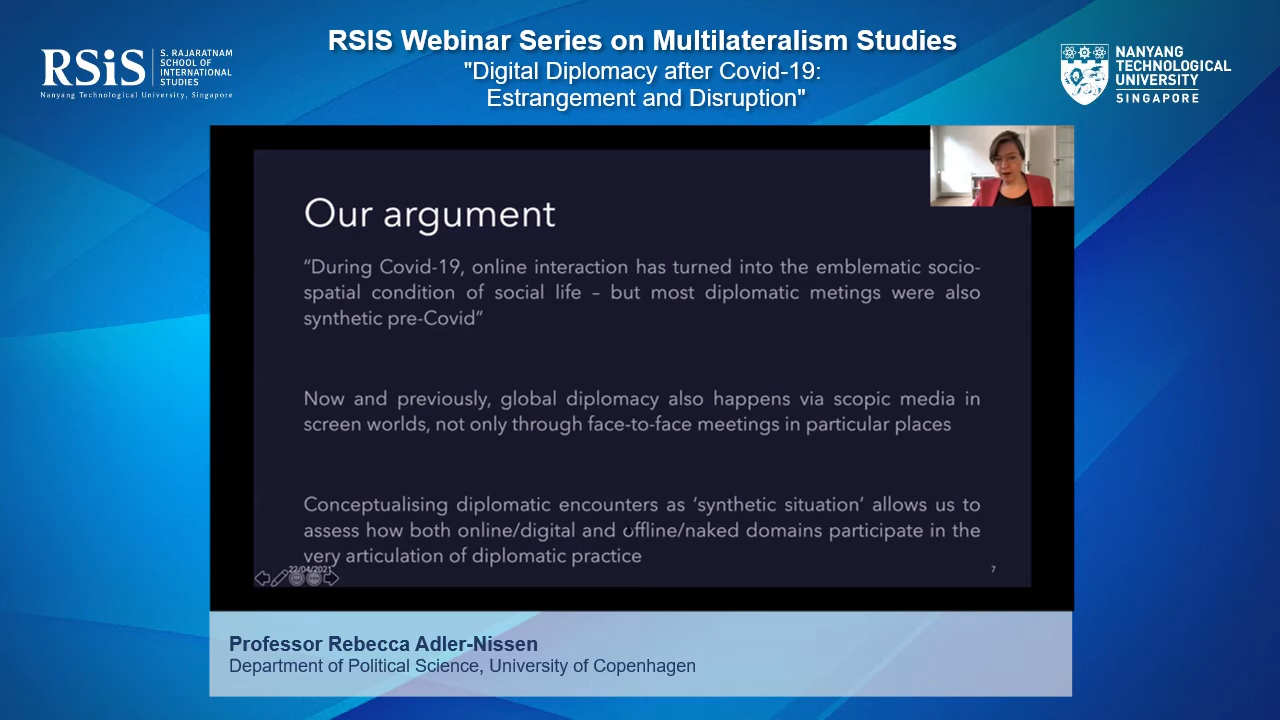 RSiS
S. RAJARATNAM
SCHOOL OF
INTERNATIONAL
STUDIES
Nanyang Technological University, Singapore
RSIS Webinar Series on Multilateralism Studies
"Digital Diplomacy after Covid-19:
Estrangement and Disruption"
NANYANG
TECHNOLOGICAL
UNIVERSITY
SINGAPORE
Our argument
“During Covid-19, online interaction has turned into the emblematic socio-
spatial condition of social life – but most diplomatic metings were also
synthetic pre-Covid”
Now and previously, global diplomacy also happens via scopic media in
screen worlds, not only through face-to-face meetings in particular places
Conceptualising diplomatic encounters as ‘synthetic situation’ allows us to
assess how both online/digital and offline/naked domains participate in the
very articulation of diplomatic practice
22/04/2021
7
Professor Rebecca Adler-Nissen
Department of Political Science, University of Copenhagen